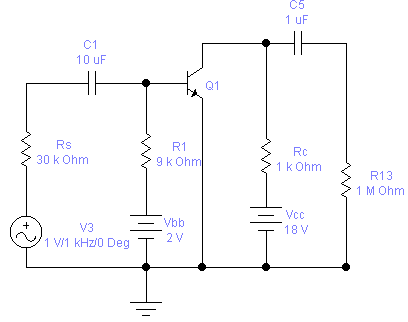 C5
1 uF
C1
10 uF
Q1
Rs
30 k Ohm
R1
9 k Ohm
Rc
1 k Ohm
R13
1 M Ohm
V3
1 V/1 kHz/0 Deg
Vbb
2 V
Vcc
18 V
+